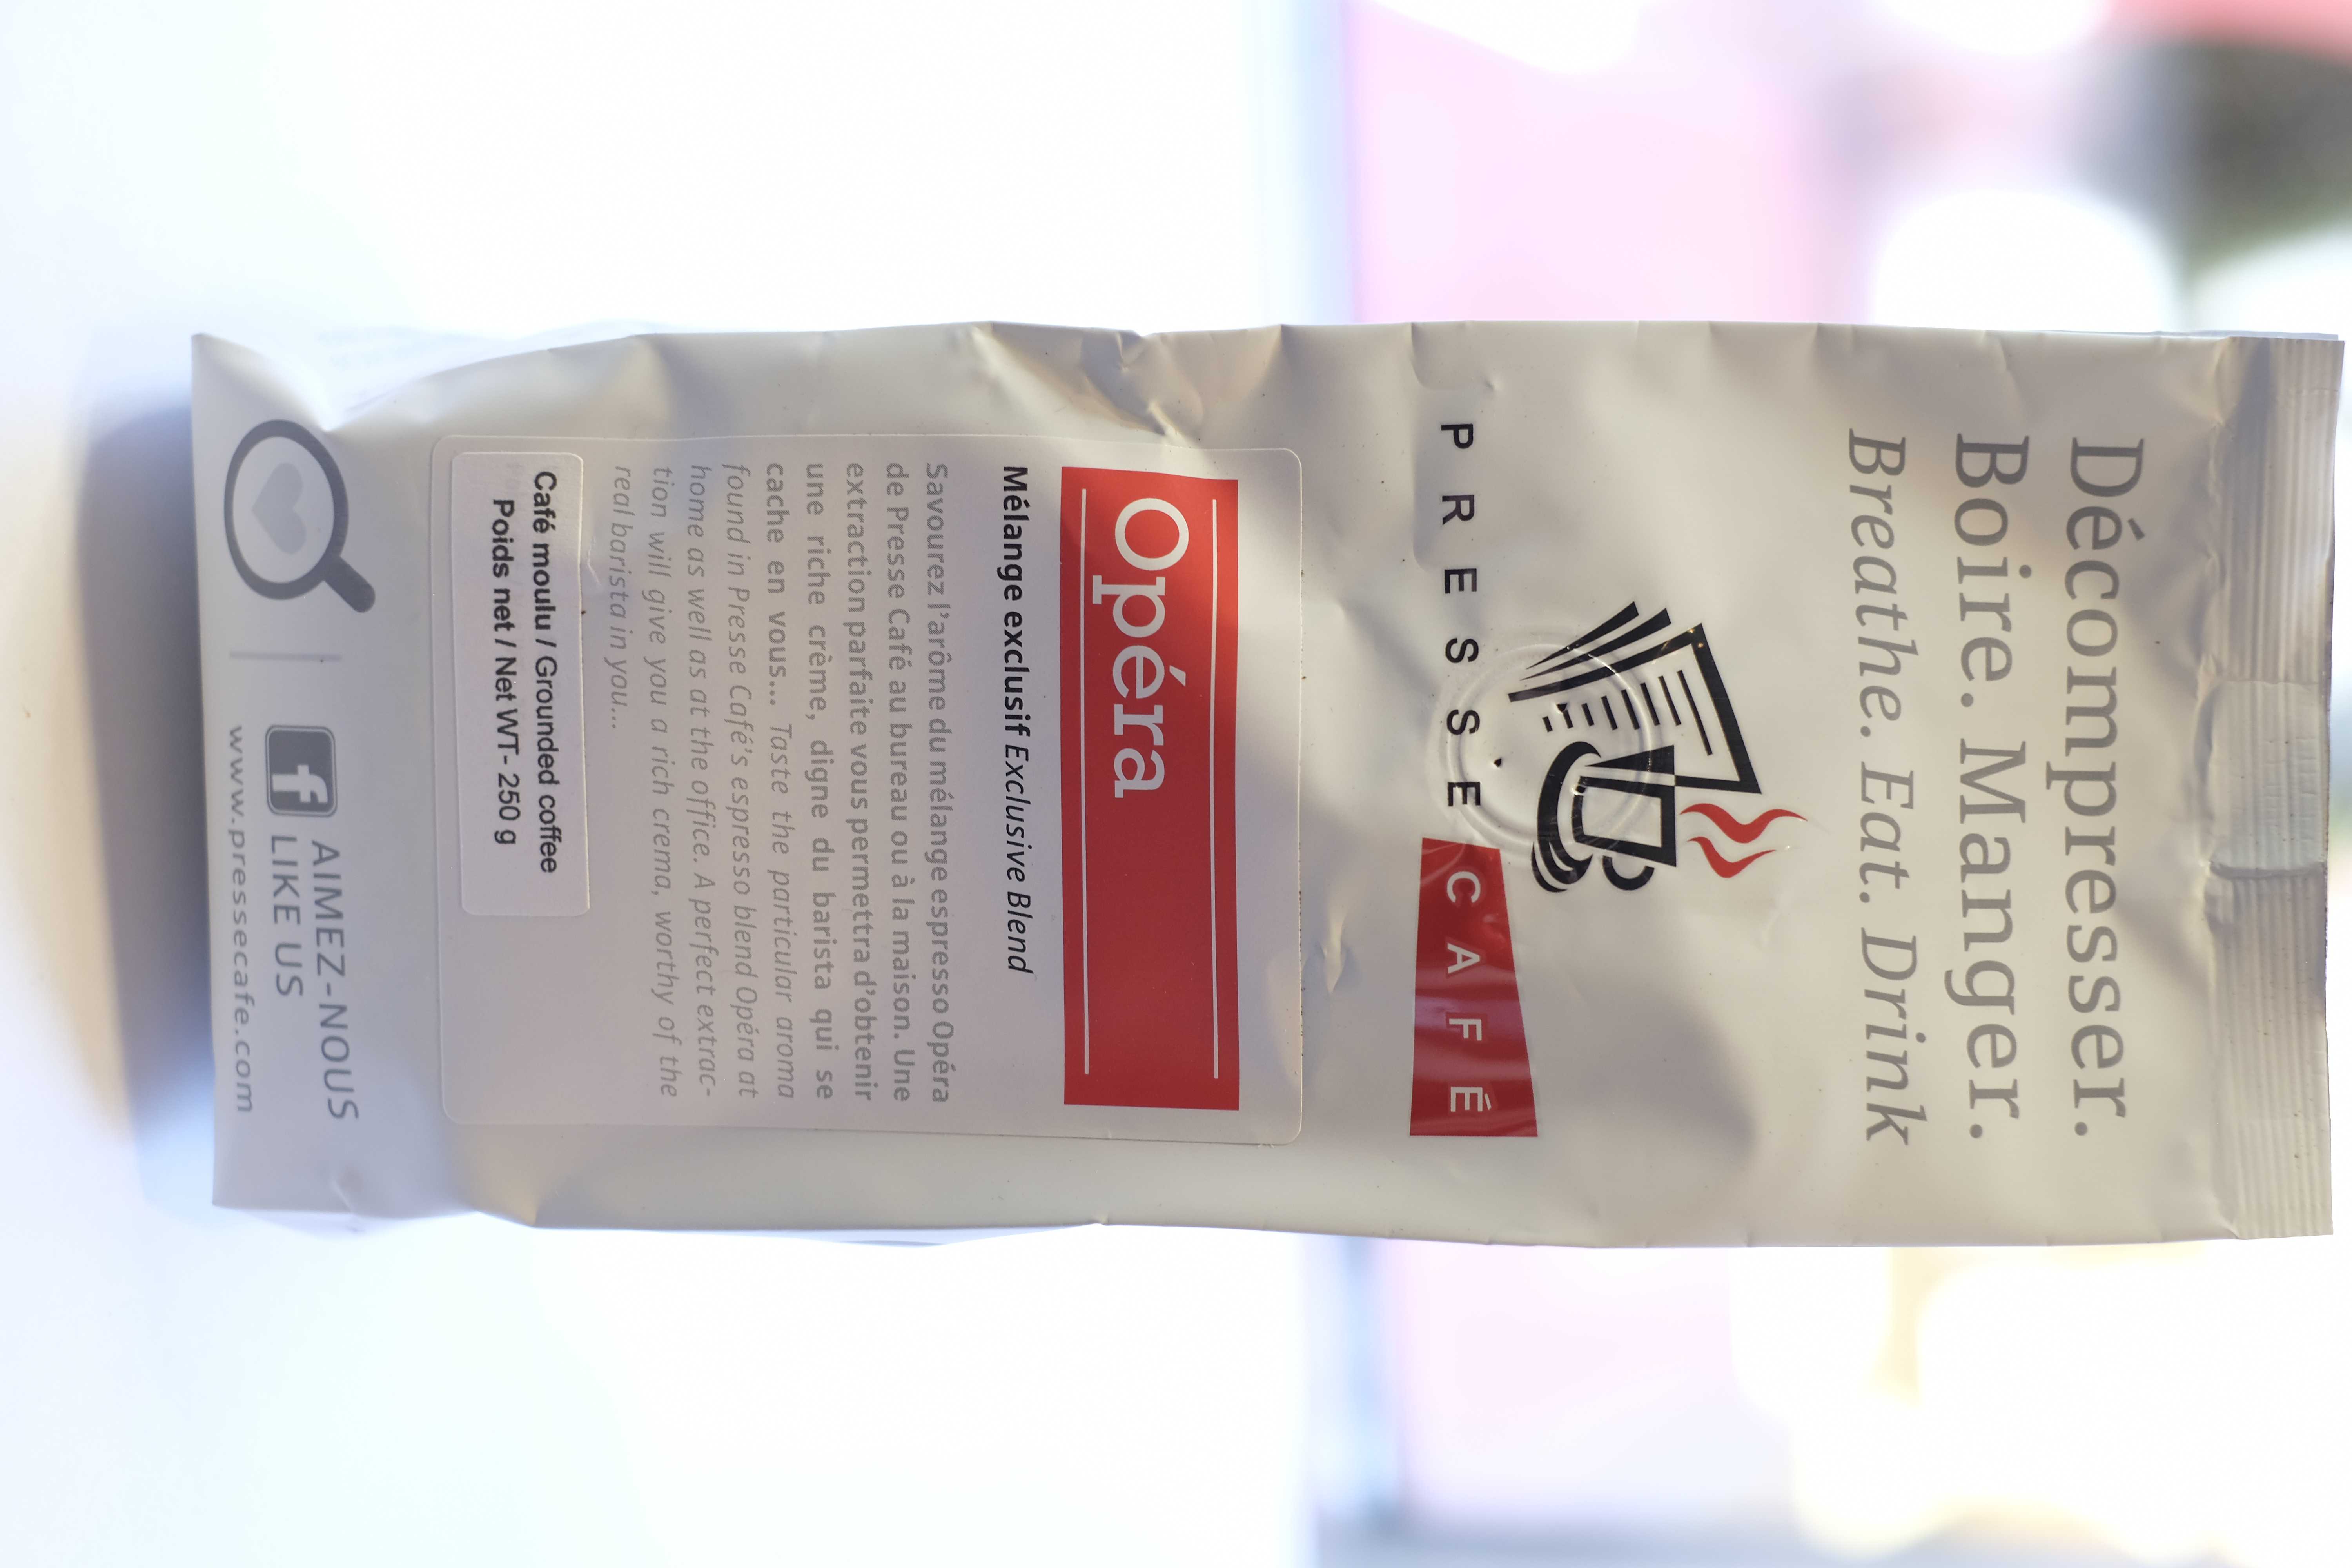 Décompresser.
Boire. Manger.
Breathe. Eat. Drink
PRESSE CAFÉ
Opéra
Mélange exclusif Exclusive Blend
Savourez l'arôme du mélange espresso Opéra
de Presse Café au bureau ou à la maison. Une
extraction parfaite vous permettra d'obtenir
une riche crème, digne du barista qui se
cache en vous... Taste the particular aroma
found in Presse Café's espresso blend Opéra at
home as well as at the office. A perfect extrac-
tion will give you a rich crema, worthy of the
real barista in you...
Café moulu / Grounded coffee
Poids net / Net WT- 250 g
AIMEZ-NOUS
LIKE US
www.pressecafe.com